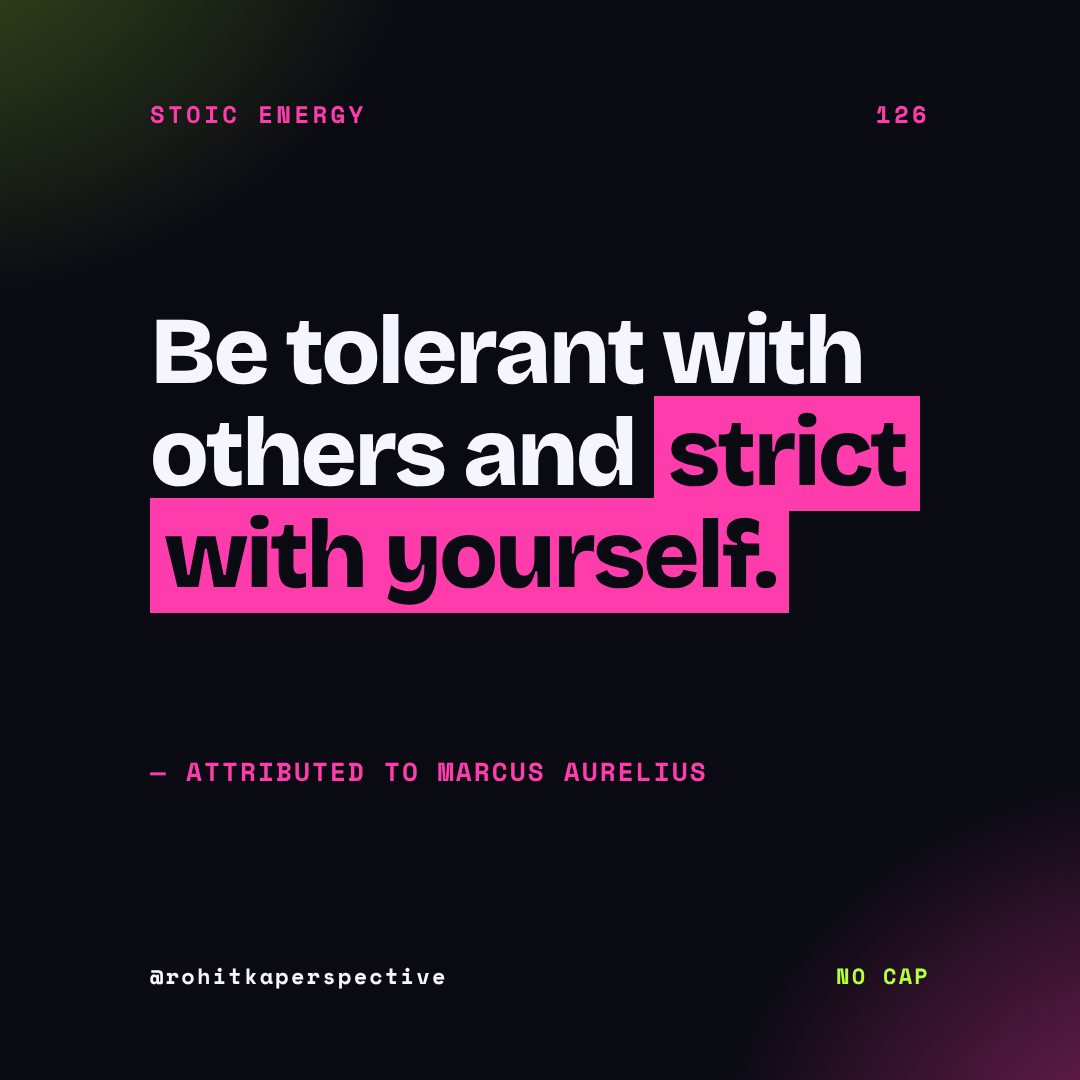 STOIC ENERGY
126
Be tolerant with
others and strict
with yourself.
— ATTRIBUTED TO MARCUS AURELIUS
@rohitkaperspective
NO CAP